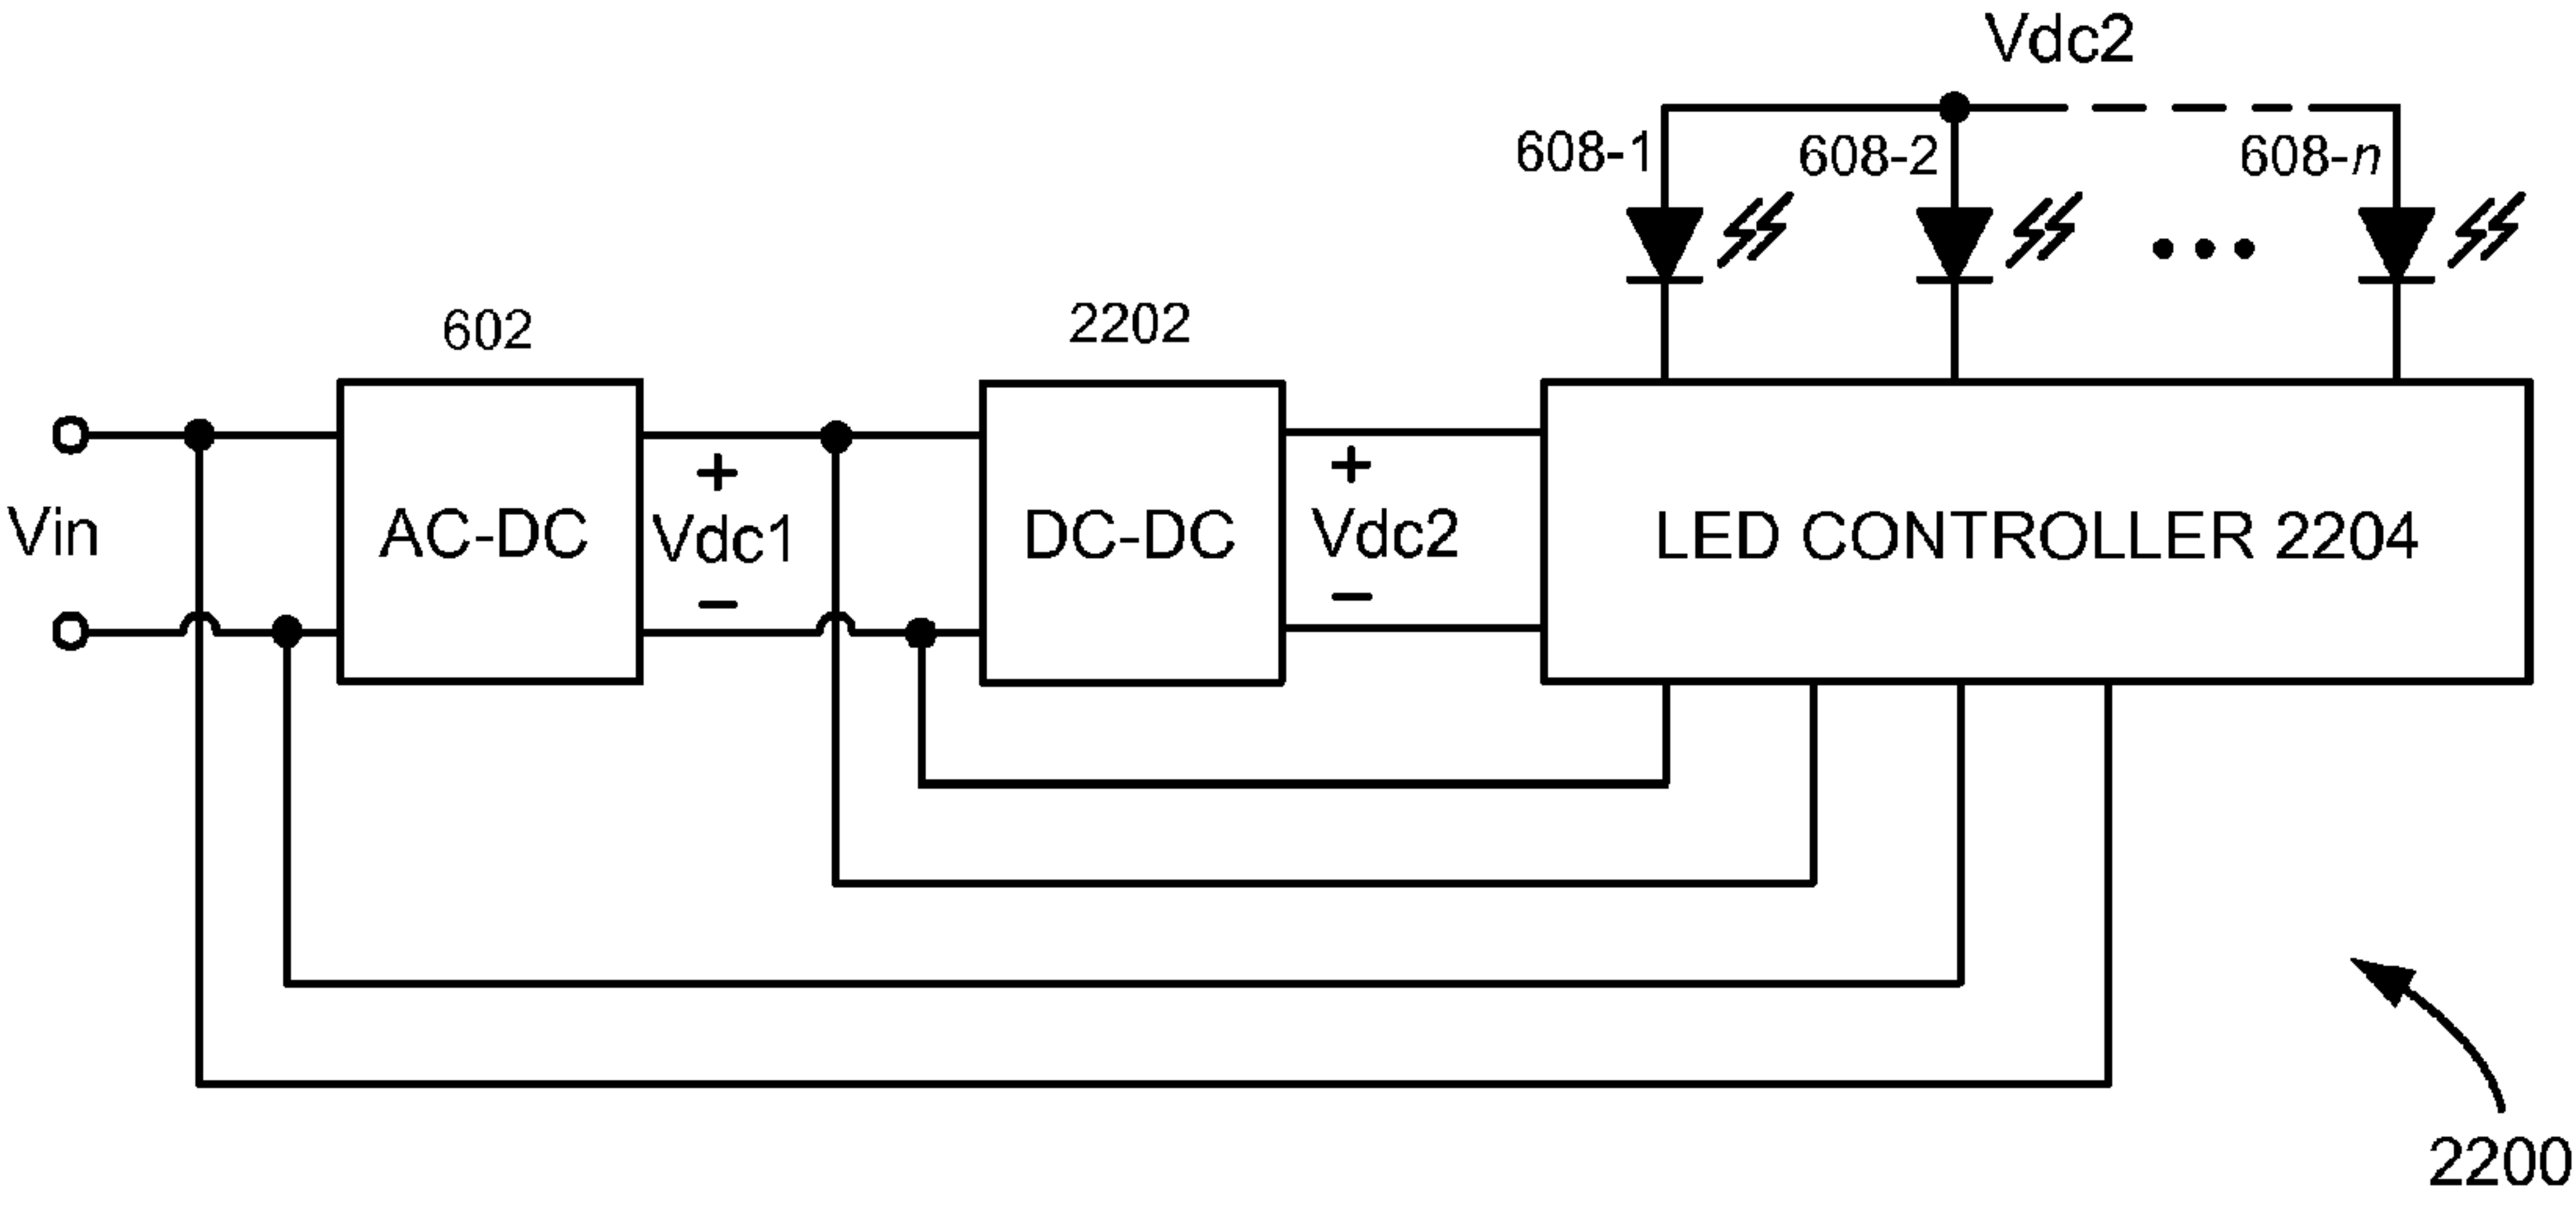 Vdc2
608-1
608-2
608-n
602
2202
Vin
AC-DC
+
Vdc1
−
DC-DC
+
Vdc2
−
LED CONTROLLER 2204
2200